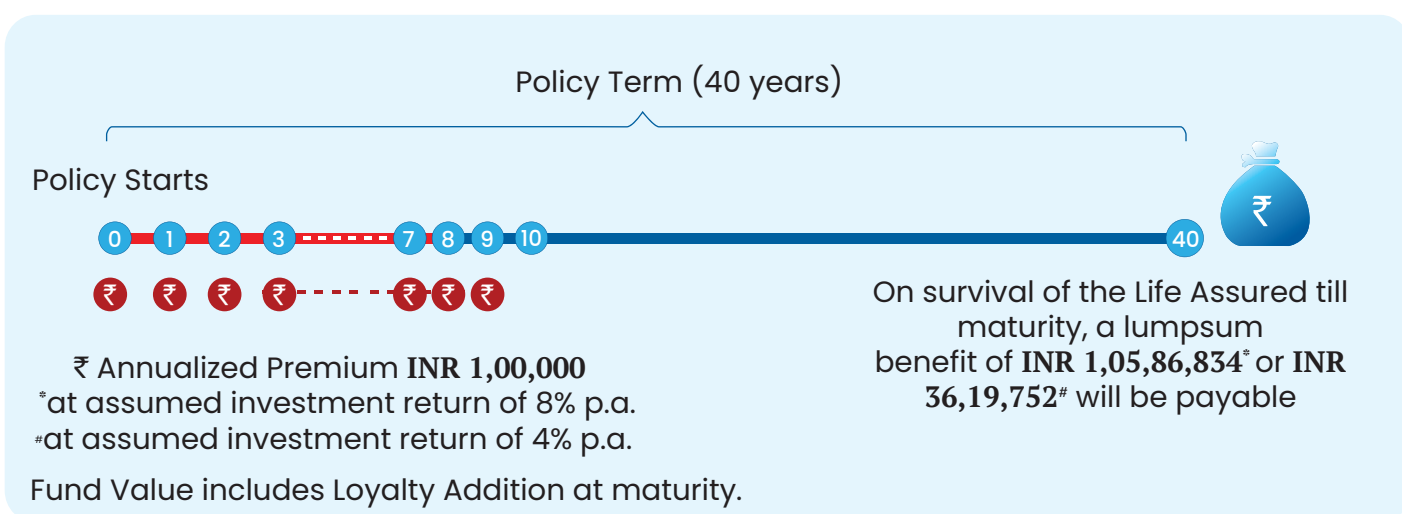 Policy Term (40 years)
Policy Starts
₹
0 1 2 3 7 8 9 10 40
₹ ₹ ₹ ₹ ₹ ₹ ₹
On survival of the Life Assured till
maturity, a lumpsum
benefit of INR 1,05,86,834* or INR
36,19,752# will be payable
₹ Annualized Premium INR 1,00,000
*at assumed investment return of 8% p.a.
#at assumed investment return of 4% p.a.
Fund Value includes Loyalty Addition at maturity.